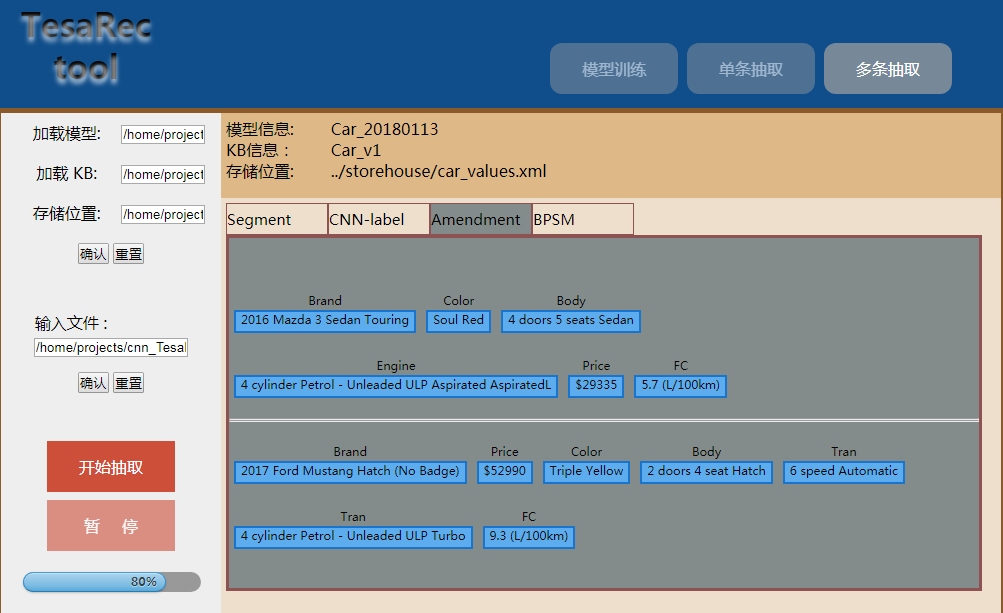 TesaRec
tool
模型训练
单条抽取
多条抽取
加载模型:
/home/project
加载 KB:
/home/project
存储位置:
/home/project
确认 重置
输入文件：
/home/projects/cnn_Tesal
确认 重置
开始抽取
暂 停
80%
模型信息: Car_20180113
KB信息： Car_v1
存储位置: ../storehouse/car_values.xml
Segment CNN-label Amendment BPSM
Brand Color Body
2016 Mazda 3 Sedan Touring Soul Red 4 doors 5 seats Sedan
Engine Price FC
4 cylinder Petrol - Unleaded ULP Aspirated AspiratedL $29335 5.7 (L/100km)
Brand Price Color Body Tran
2017 Ford Mustang Hatch (No Badge) $52990 Triple Yellow 2 doors 4 seat Hatch 6 speed Automatic
Tran FC
4 cylinder Petrol - Unleaded ULP Turbo 9.3 (L/100km)